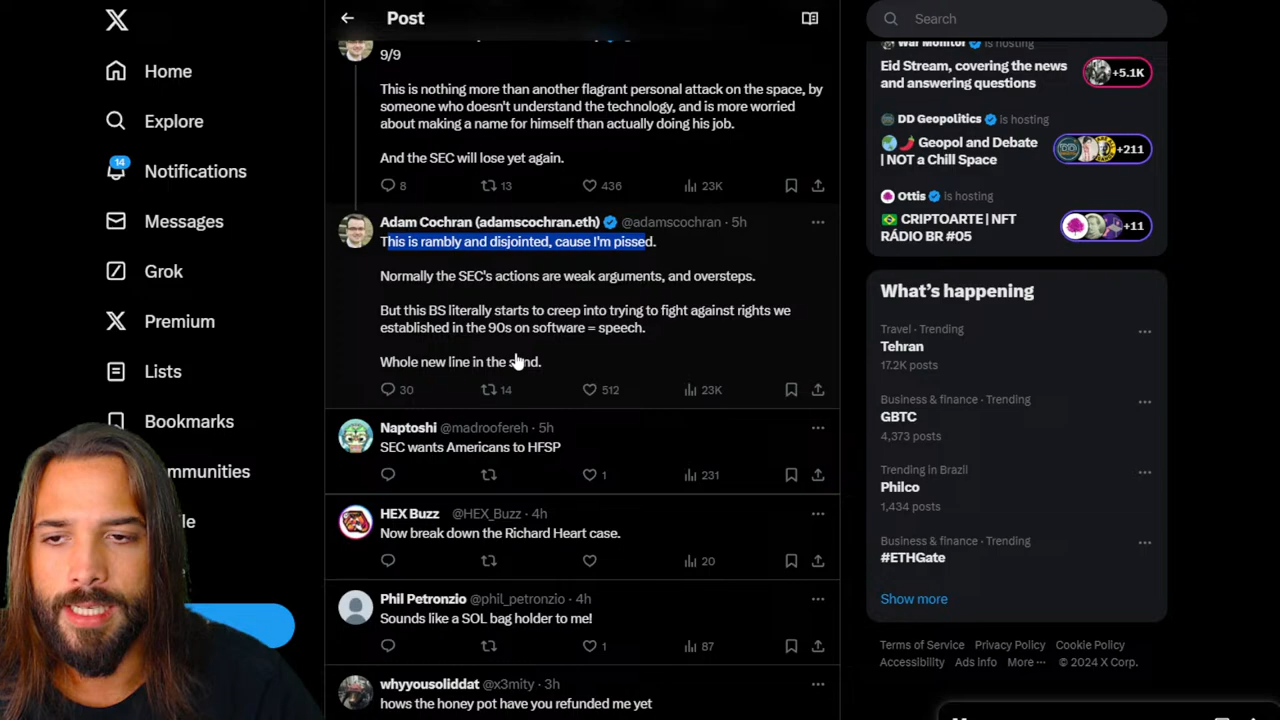 Post
Search
Home
Explore
14
Notifications
Messages
Grok
Premium
Lists
Bookmarks
9/9
This is nothing more than another flagrant personal attack on the space, by
someone who doesn't understand the technology, and is more worried
about making a name for himself than actually doing his job.
And the SEC will lose yet again.
8 13 436 23K
Adam Cochran (adamscochran.eth) @adamscochran · 5h
This is rambly and disjointed, cause I'm pissed.
Normally the SEC's actions are weak arguments, and oversteps.
But this BS literally starts to creep into trying to fight against rights we
established in the 90s on software = speech.
Whole new line in the sand.
30 14 512 23K
Naptoshi @madroofereh · 5h
SEC wants Americans to HFSP
1 231
HEX Buzz @HEX_Buzz · 4h
Now break down the Richard Heart case.
20
Phil Petronzio @phil_petronzio · 4h
Sounds like a SOL bag holder to me!
1 87
whyyousoliddat @x3mity · 3h
hows the honey pot have you refunded me yet
War Monitor is hosting
Eid Stream, covering the news
and answering questions
+5.1K
DD Geopolitics is hosting
Geopol and Debate
| NOT a Chill Space
+211
Ottis is hosting
CRIPTOARTE | NFT
RÁDIO BR #05
+11
What's happening
Travel · Trending
Tehran
17.2K posts
Business & finance · Trending
GBTC
4,373 posts
Trending in Brazil
Philco
1,434 posts
Business & finance · Trending
#ETHGate
Show more
Terms of Service Privacy Policy Cookie Policy
Accessibility Ads info More ··· © 2024 X Corp.